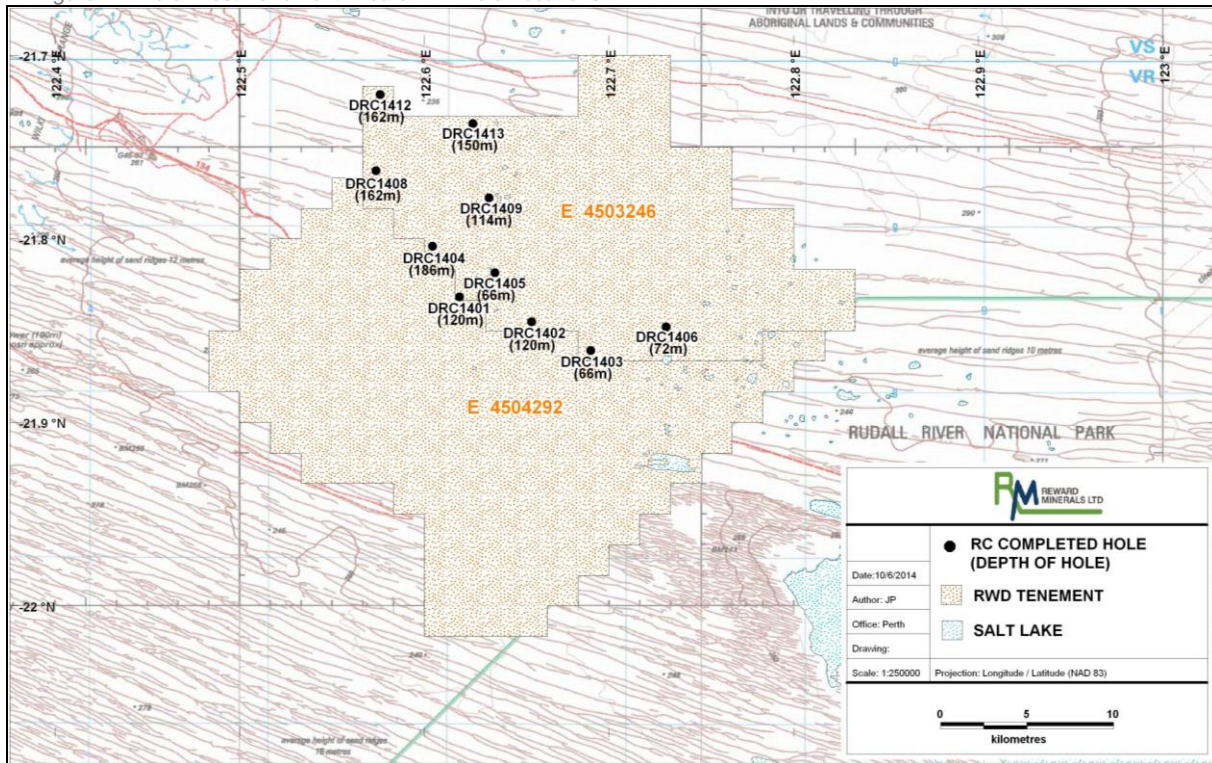 INTO OR TRAVELLING THROUGH
ABORIGINAL LANDS & COMMUNITIES
-21.7 °N
122.4 °E
122.5 °E
122.6 °E
122.7 °E
122.8 °E
122.9 °E
123 °E
VS
VR
DRC1412
(162m)
DRC1413
(150m)
DRC1408
(162m)
DRC1409
(114m)
E 4503246
-21.8 °N
average height of sand ridges 12 metres
DRC1404
(186m)
DRC1405
(66m)
DRC1401
(120m)
DRC1402
(120m)
DRC1406
(72m)
DRC1403
(66m)
average height of sand ridges 10 metres
E 4504292
-21.9 °N
RUDALL RIVER NATIONAL PARK
-22 °N
average height of sand ridges
RM REWARD
MINERALS LTD
RC COMPLETED HOLE
(DEPTH OF HOLE)
RWD TENEMENT
SALT LAKE
Date:10/6/2014
Author: JP
Office: Perth
Drawing:
Scale: 1:250000
Projection: Longitude / Latitude (NAD 83)
0 5 10
kilometres